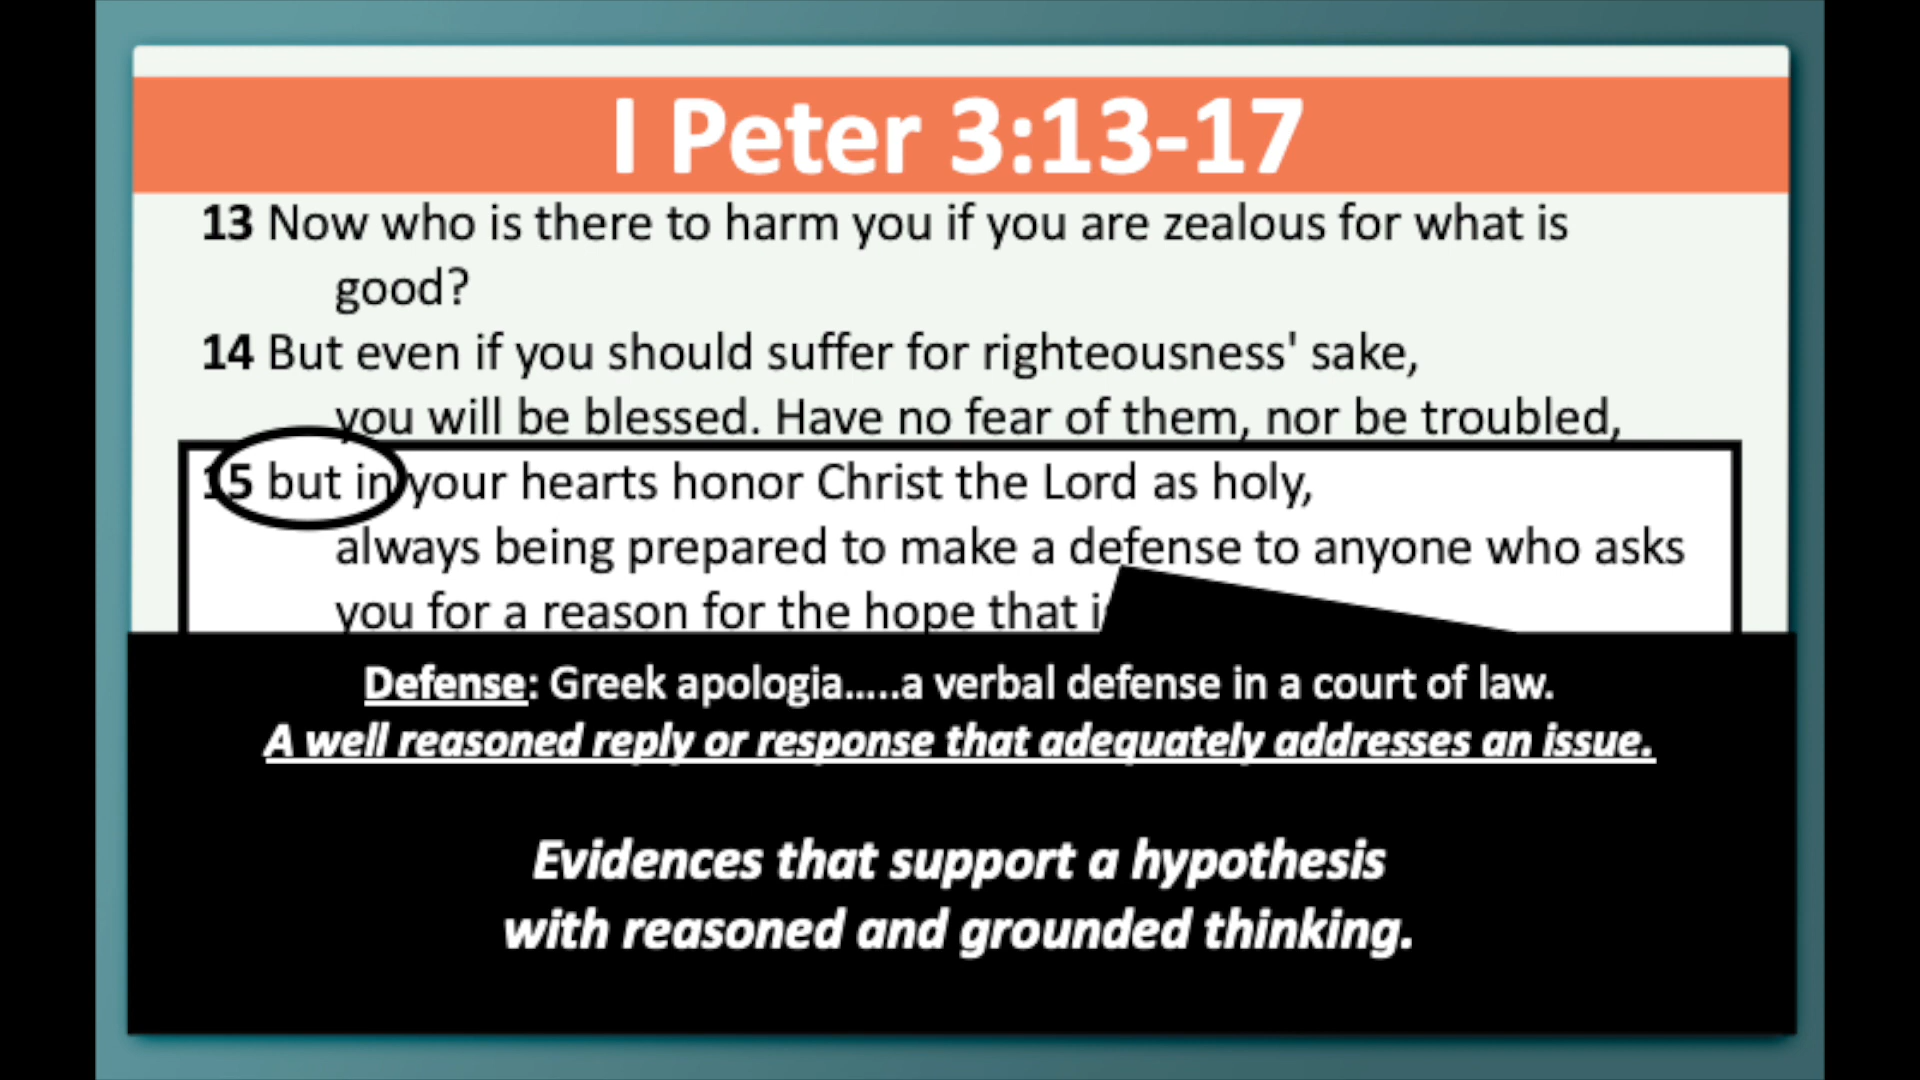 I Peter 3:13-17
13 Now who is there to harm you if you are zealous for what is
good?
14 But even if you should suffer for righteousness' sake,
you will be blessed. Have no fear of them, nor be troubled,
15 but in your hearts honor Christ the Lord as holy,
always being prepared to make a defense to anyone who asks
you for a reason for the hope that
Defense: Greek apologia.....a verbal defense in a court of law.
A well reasoned reply or response that adequately addresses an issue.
Evidences that support a hypothesis
with reasoned and grounded thinking.